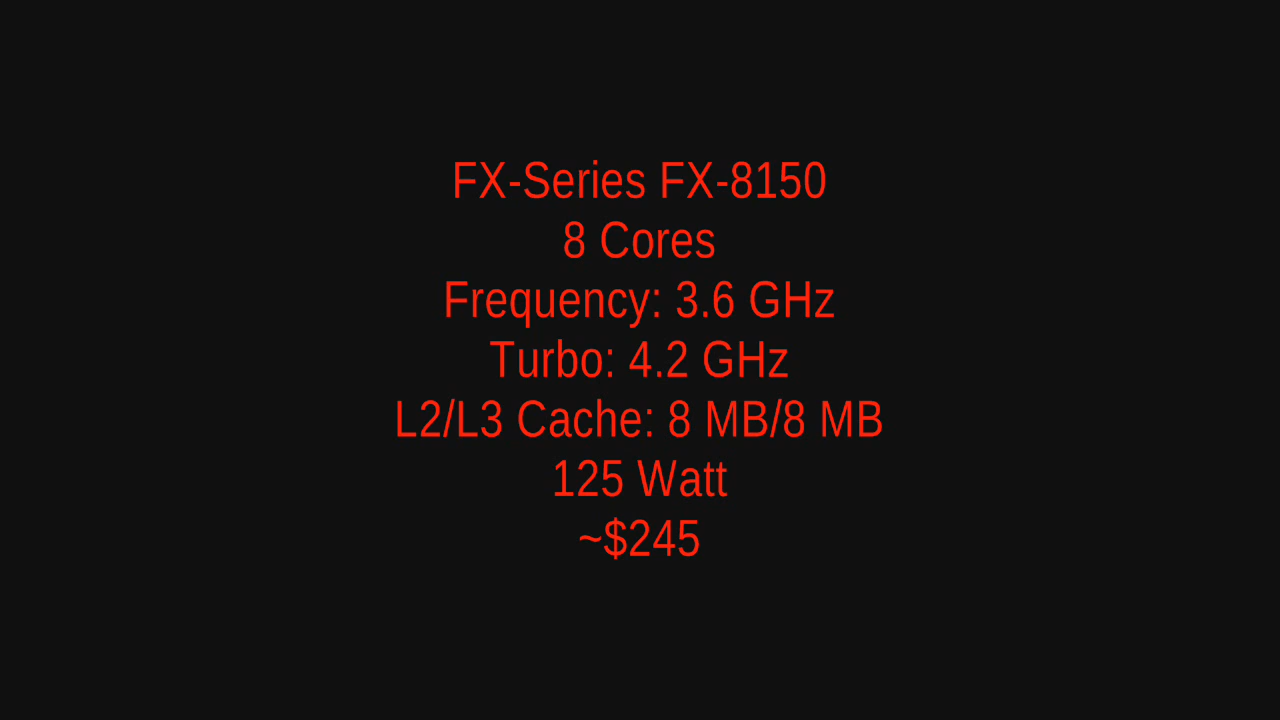 FX-Series FX-8150
8 Cores
Frequency: 3.6 GHz
Turbo: 4.2 GHz
L2/L3 Cache: 8 MB/8 MB
125 Watt
~$245